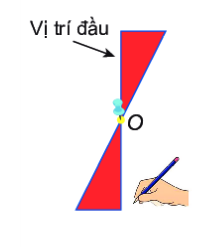 Vị trí đầu
O